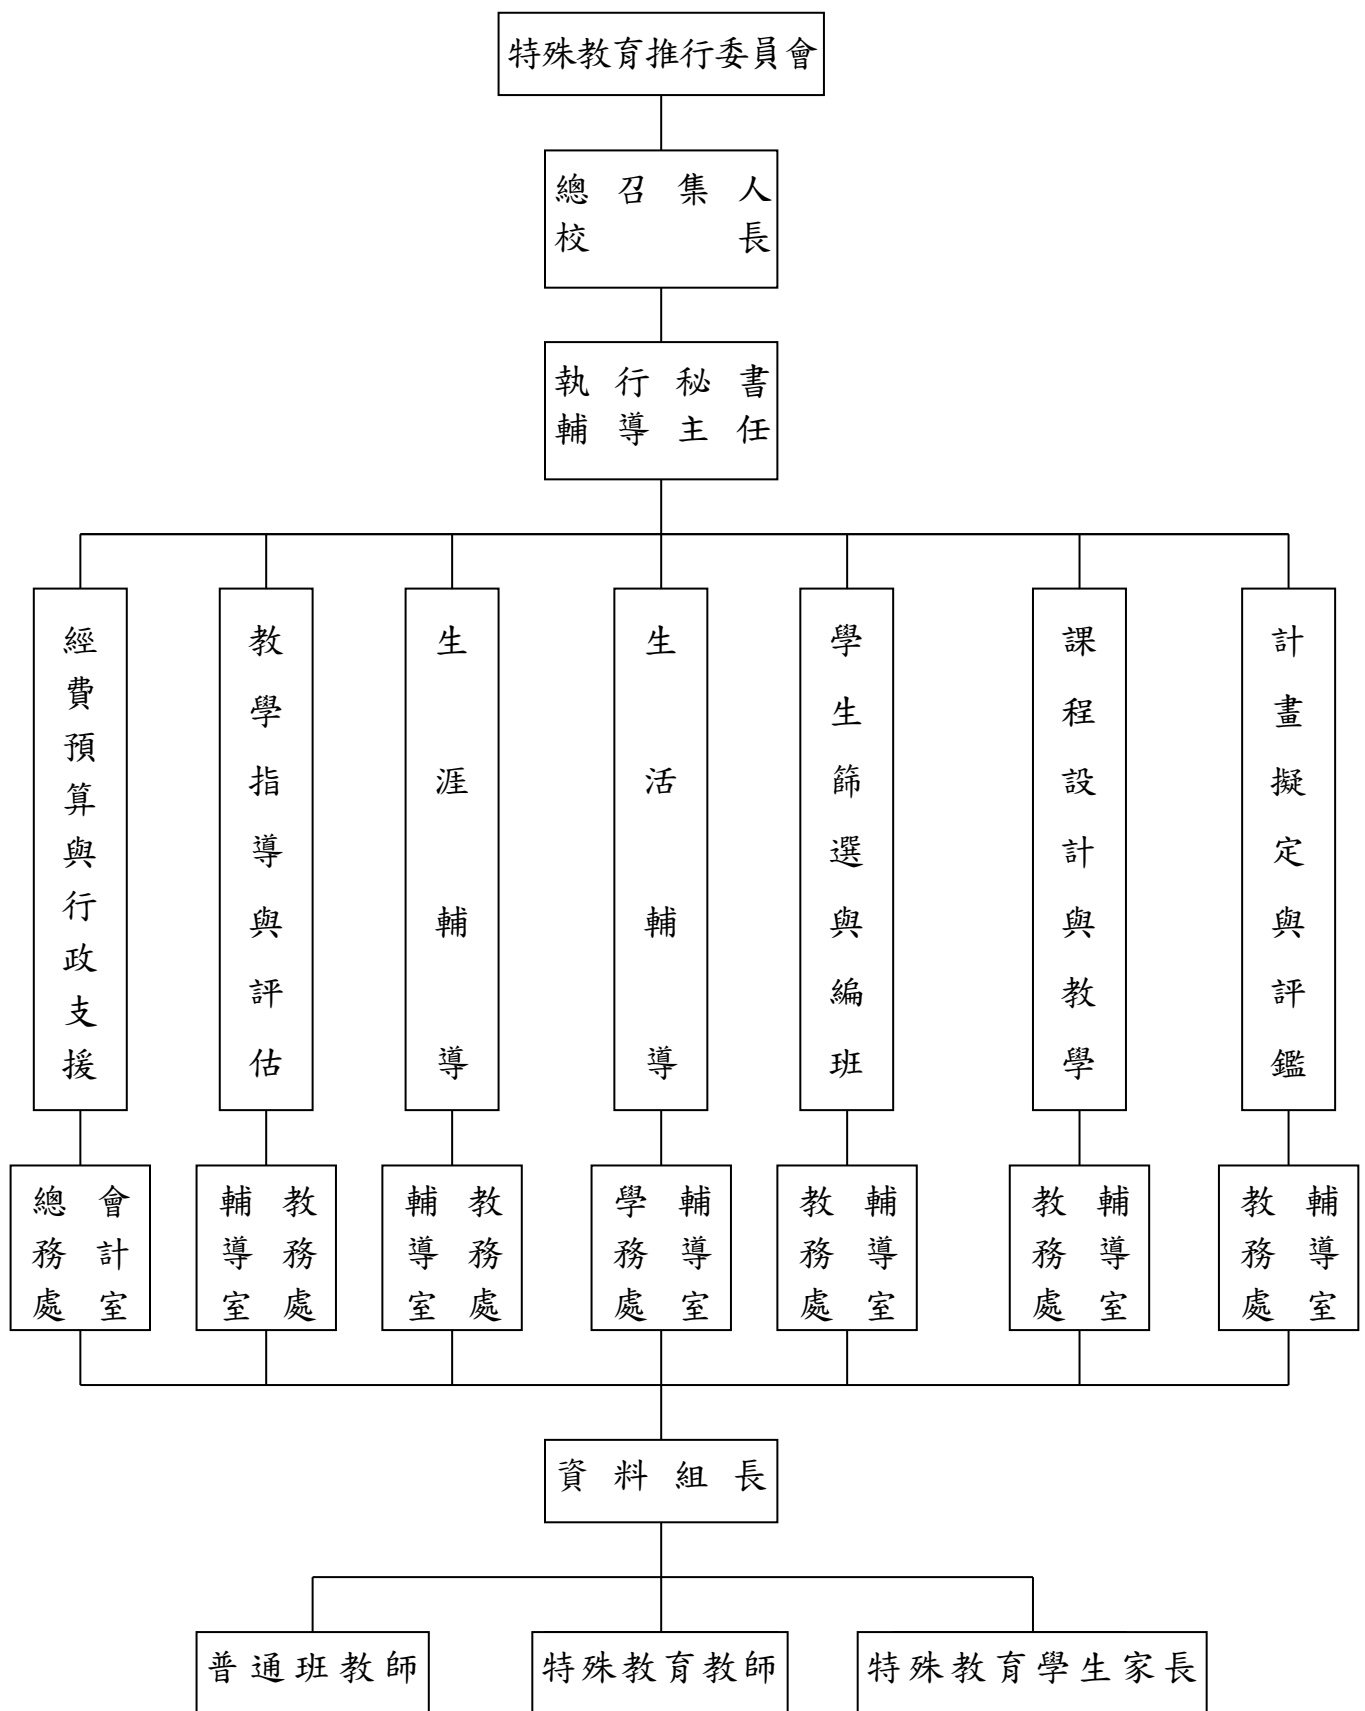 特殊教育推行委員會
總召集人
校長
執行秘書
輔導主任
經費預算與行政支援
教學指導與評估
生涯輔導
生活輔導
學生篩選與編班
課程設計與教學
計畫擬定與評鑑
會計室
總務處
教務處
輔導室
教務處
輔導室
輔導室
學務處
輔導室
教務處
輔導室
教務處
輔導室
教務處
資料組長
普通班教師
特殊教育教師
特殊教育學生家長